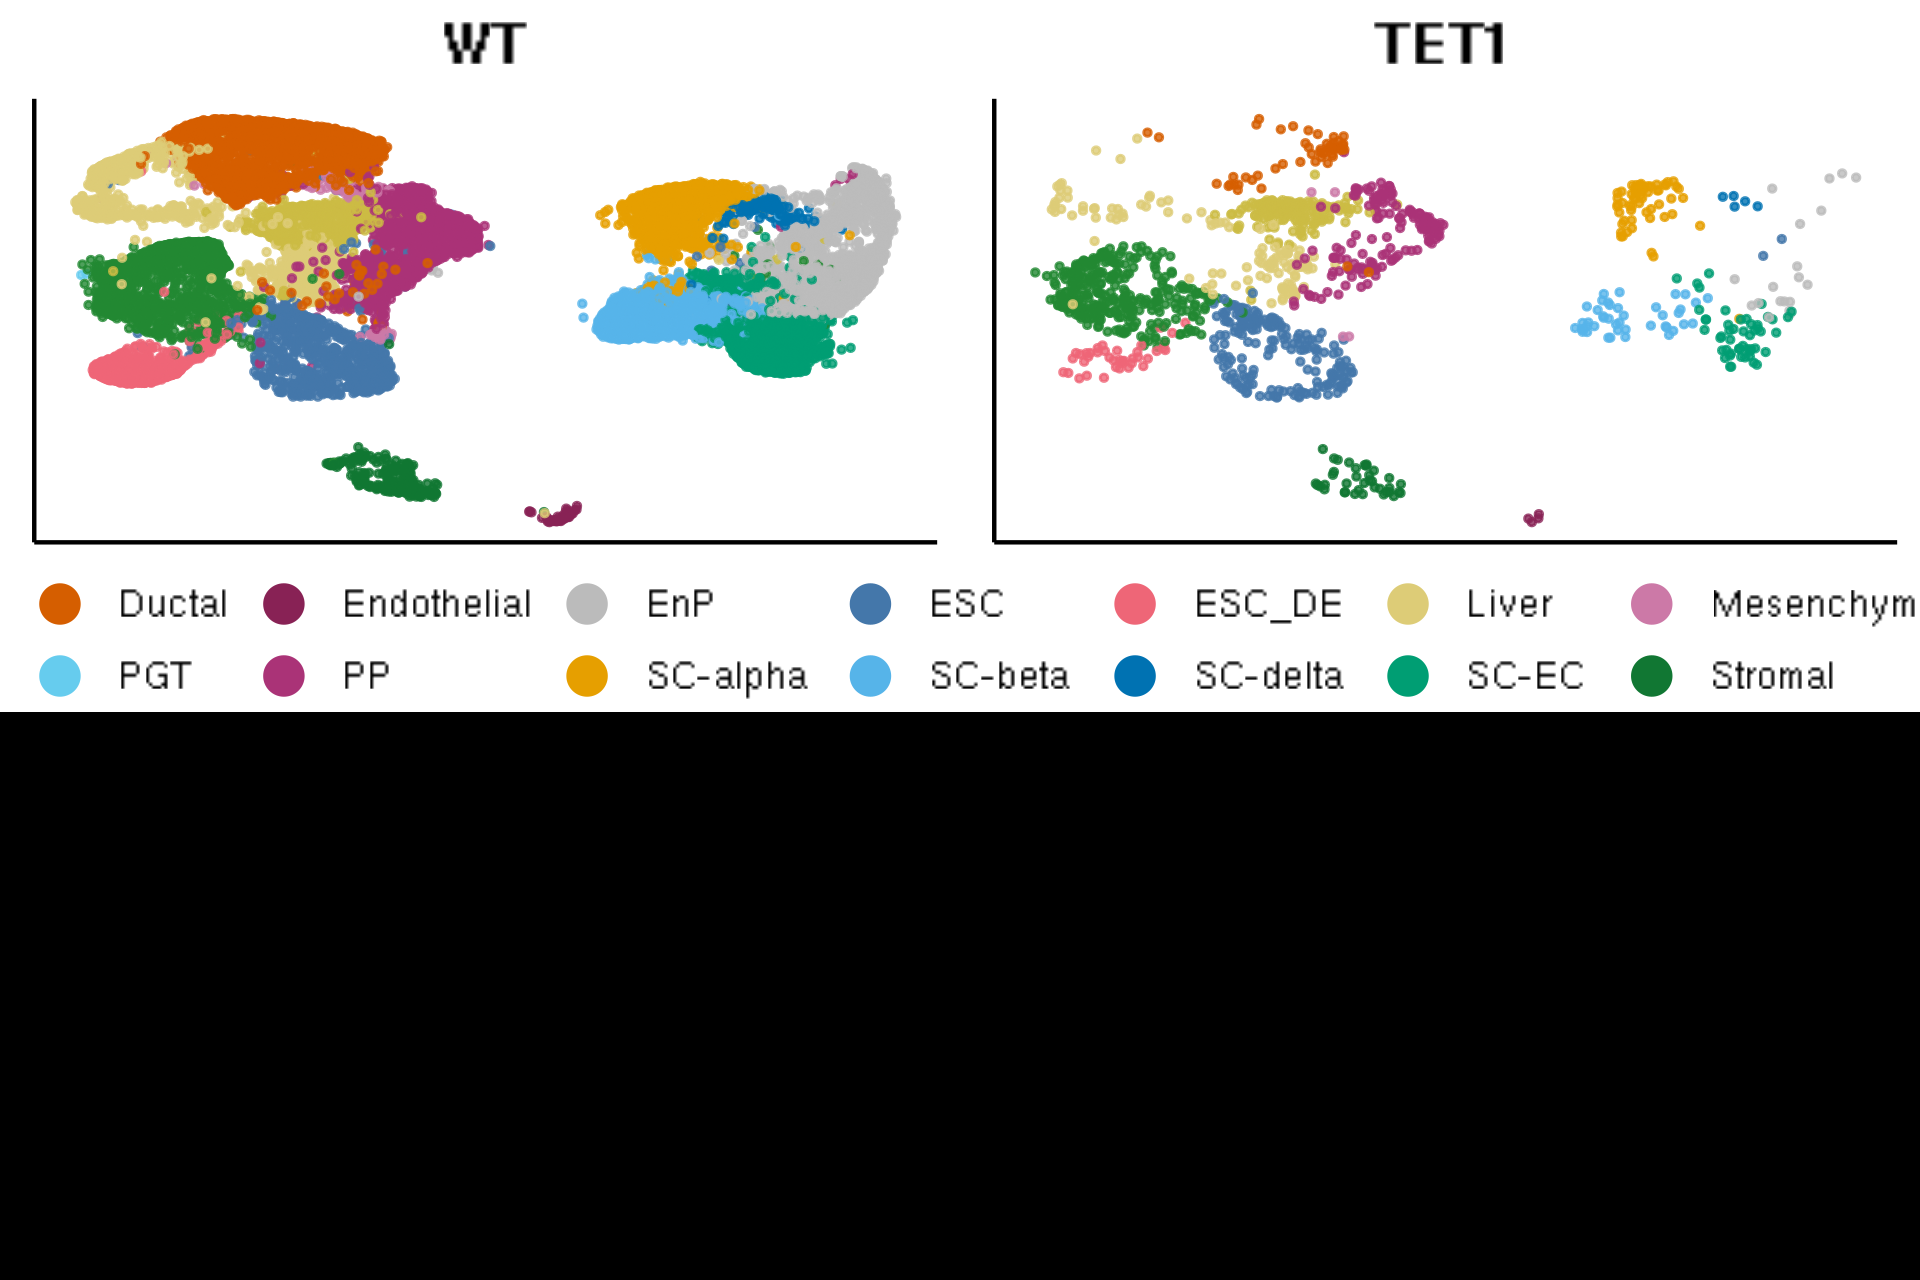 WT TET1
Ductal Endothelial EnP ESC ESC_DE Liver Mesenchym
PGT PP SC-alpha SC-beta SC-delta SC-EC Stromal